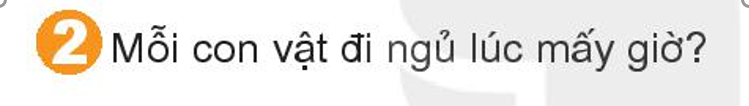 2 Mỗi con vật đi ngủ lúc mấy giờ?